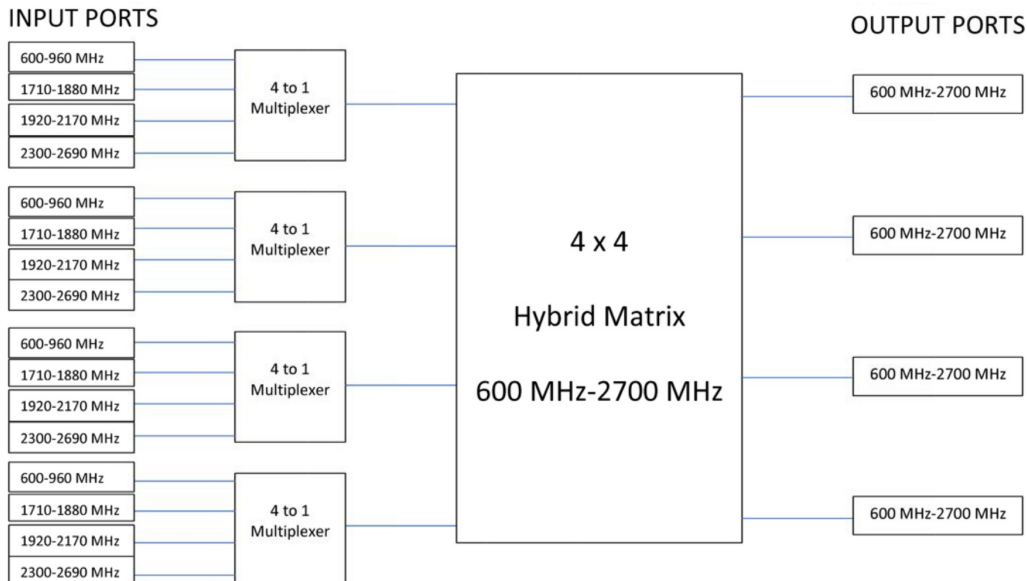 INPUT PORTS
OUTPUT PORTS
600-960 MHz
1710-1880 MHz
1920-2170 MHz
2300-2690 MHz
4 to 1
Multiplexer
600-960 MHz
1710-1880 MHz
1920-2170 MHz
2300-2690 MHz
4 to 1
Multiplexer
600-960 MHz
1710-1880 MHz
1920-2170 MHz
2300-2690 MHz
4 to 1
Multiplexer
600-960 MHz
1710-1880 MHz
1920-2170 MHz
2300-2690 MHz
4 to 1
Multiplexer
4 x 4
Hybrid Matrix
600 MHz-2700 MHz
600 MHz-2700 MHz
600 MHz-2700 MHz
600 MHz-2700 MHz
600 MHz-2700 MHz